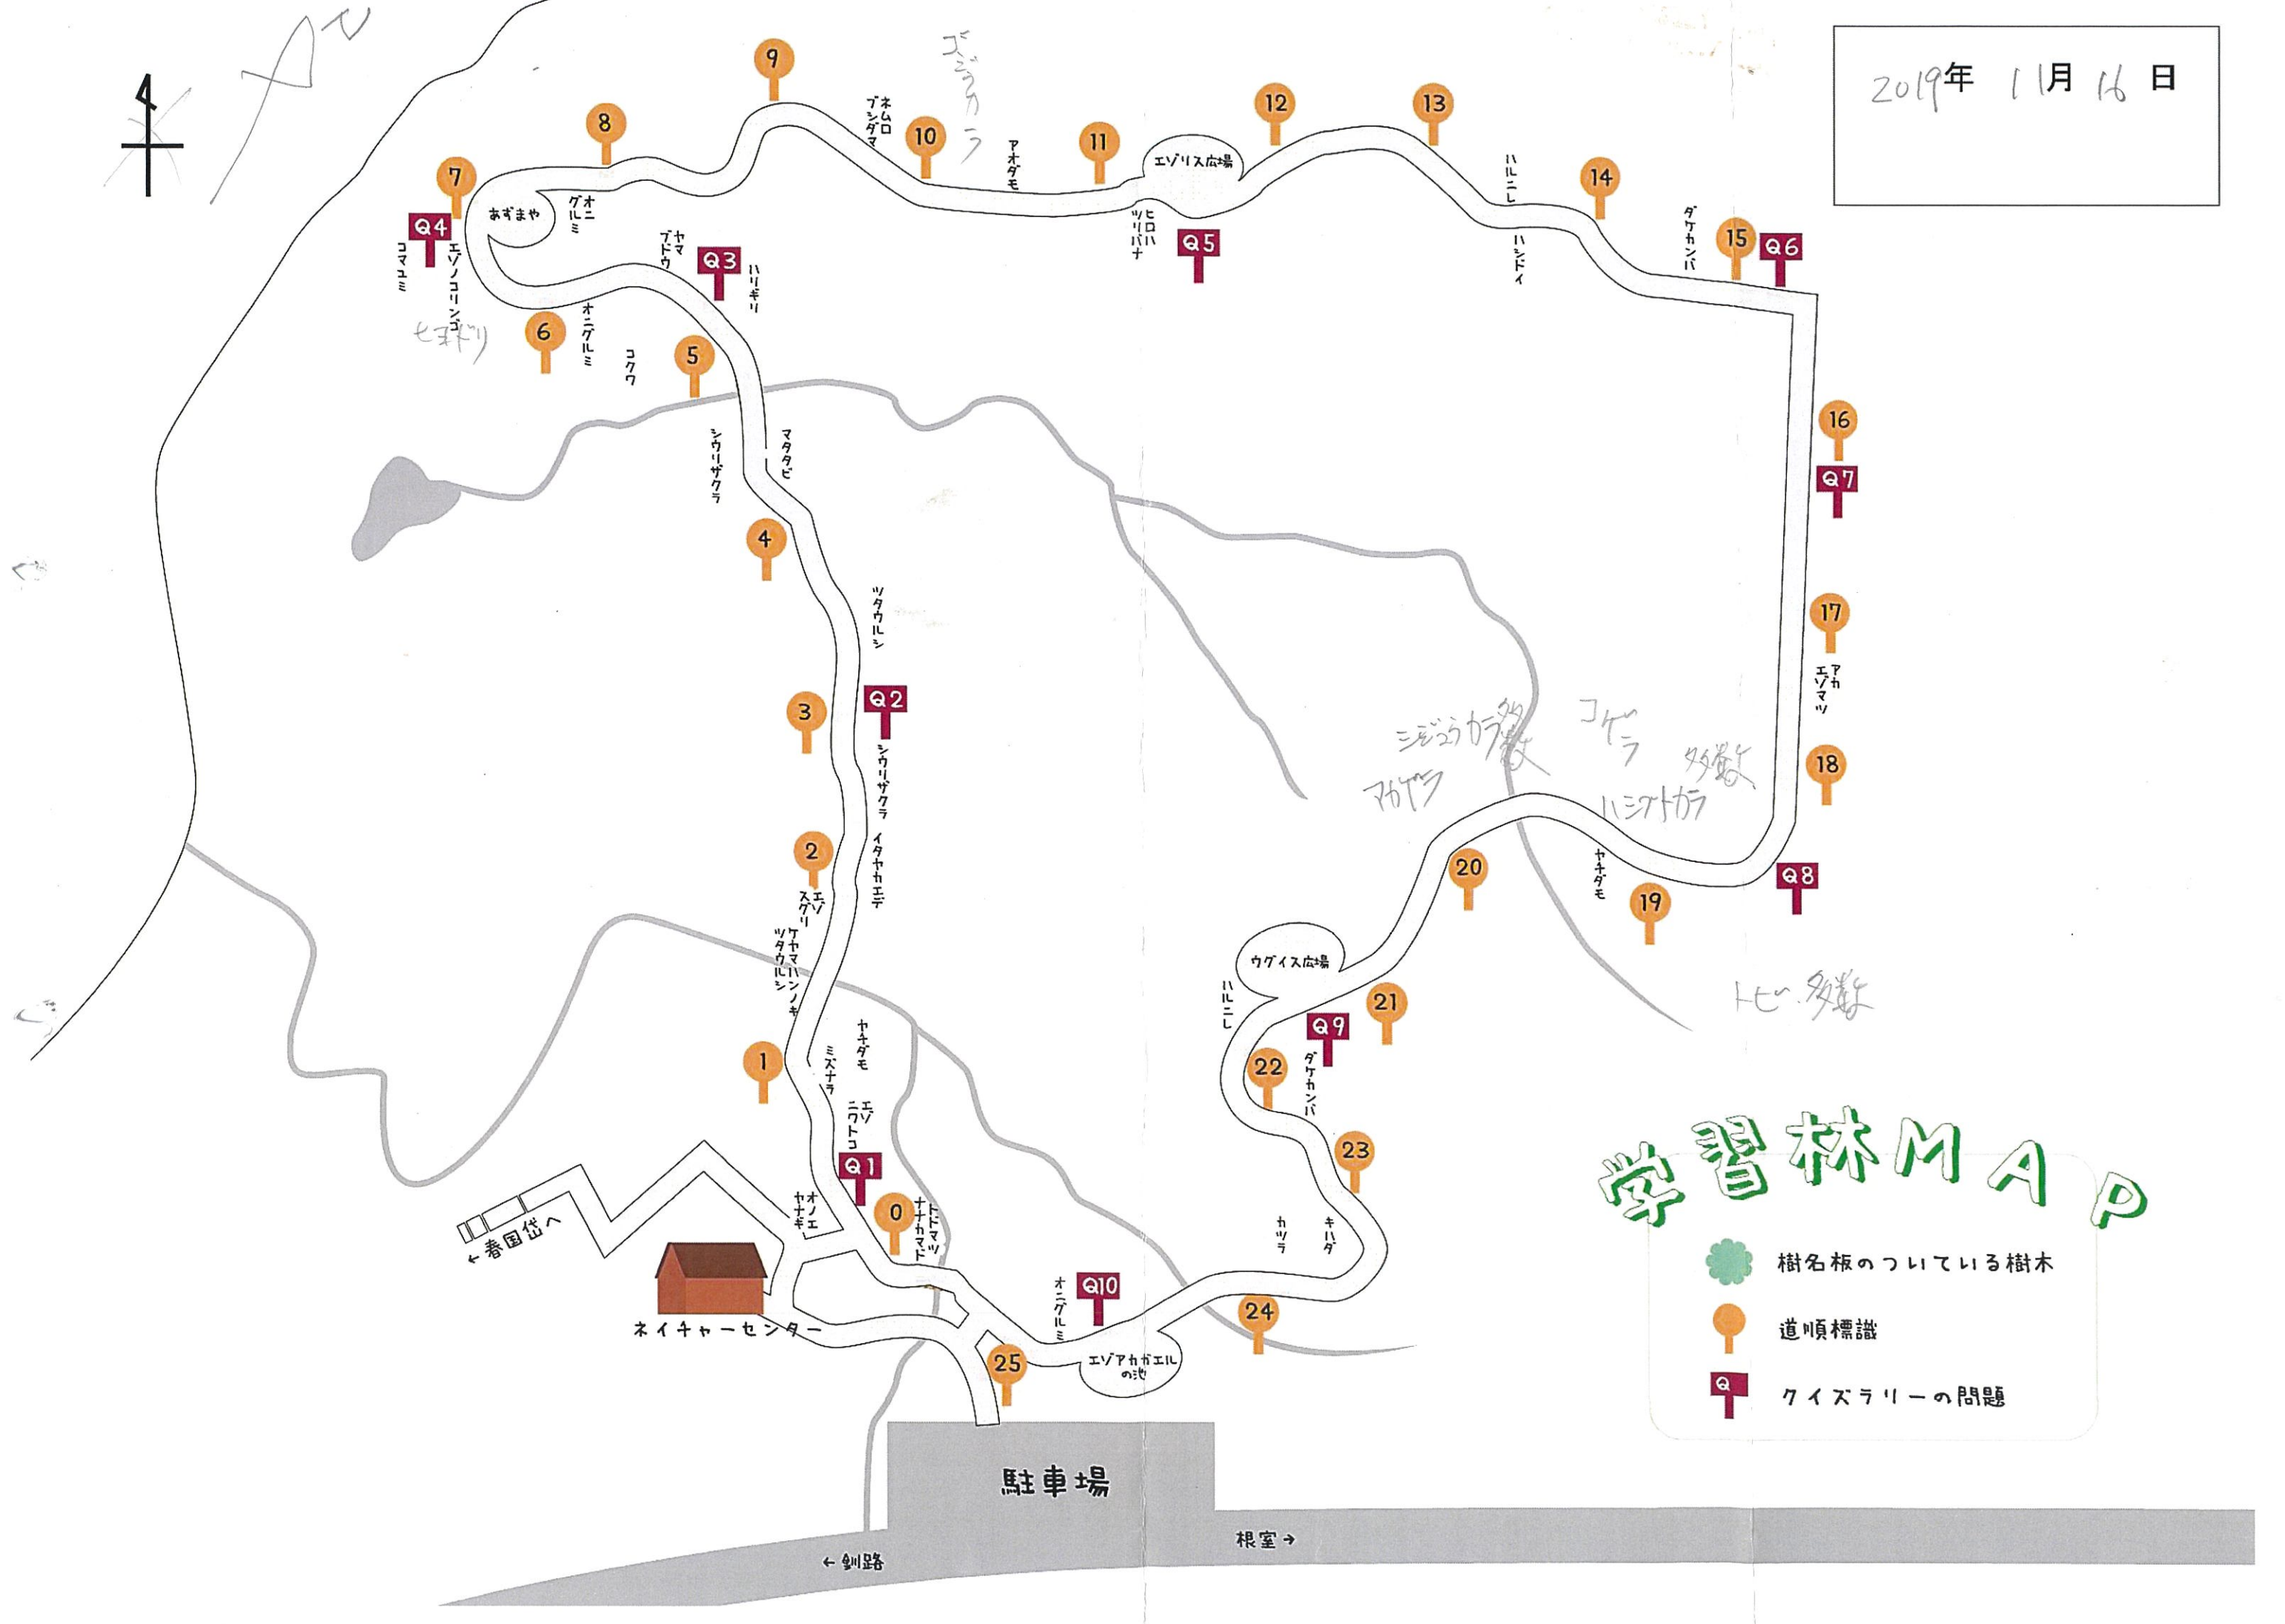 2019年 11月 16日
9
ゴジュウカラ
8
ネムロ
ブシダマ
10
アオダモ
11
エゾリス広場
12
13
ハルニレ
14
7
あずまや
オニ
グルミ
Q4
コマユミ
エゾノコリンゴ
ヒヨドリ
ヤマ
ブドウ
Q3
ハリギリ
ヒロハ
ツリバナ
Q5
ハシドイ
ダケカンバ
15
Q6
6
オニグルミ
コクワ
5
16
Q7
シウリザクラ
マタタビ
4
ツタウルシ
17
アカ
エゾマツ
3
Q2
シウリザクラ
シジュウカラ多数
アカゲラ
コゲラ
ハシブトガラ
多数
18
2
イタヤカエデ
エゾ
スグリ
20
ヤチダモ
19
Q8
ケヤマハンノキ
ツタウルシ
ウグイス広場
ハルニレ
21
Q9
トビ 多数
1
ミズナラ
ヤチダモ
22
ダケカンバ
エゾ
ニワトコ
Q1
23
学習林MAP
オノエ
ヤナギ
0
トドマツ
ナナカマド
カツラ
キハダ
←春国岱へ
樹名板のついている樹木
ネイチャーセンター
オニグルミ
Q10
24
道順標識
25
エゾアカガエル
の池
Q
クイズラリーの問題
駐車場
根室→
←釧路